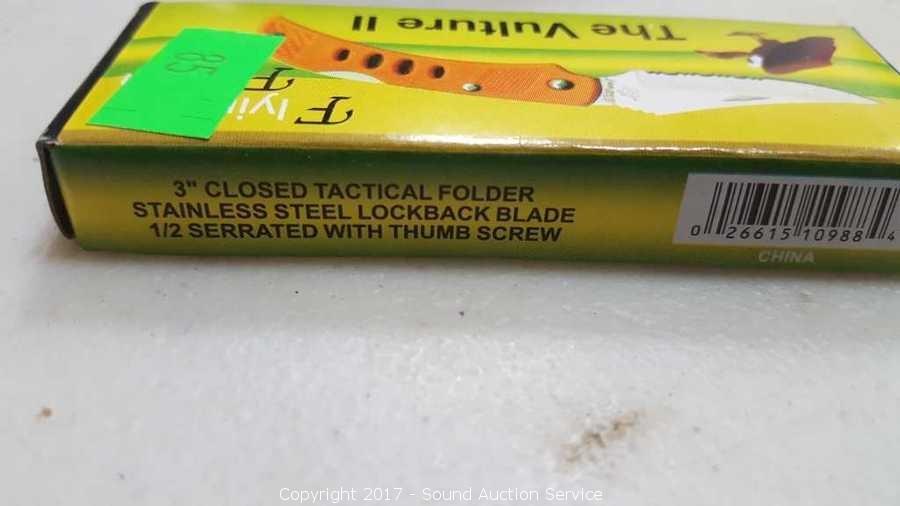 The Vulture II
85
F
lyi
F
3" CLOSED TACTICAL FOLDER
STAINLESS STEEL LOCKBACK BLADE
1/2 SERRATED WITH THUMB SCREW
0 26615 10988 4
CHINA
Copyright 2017 - Sound Auction Service